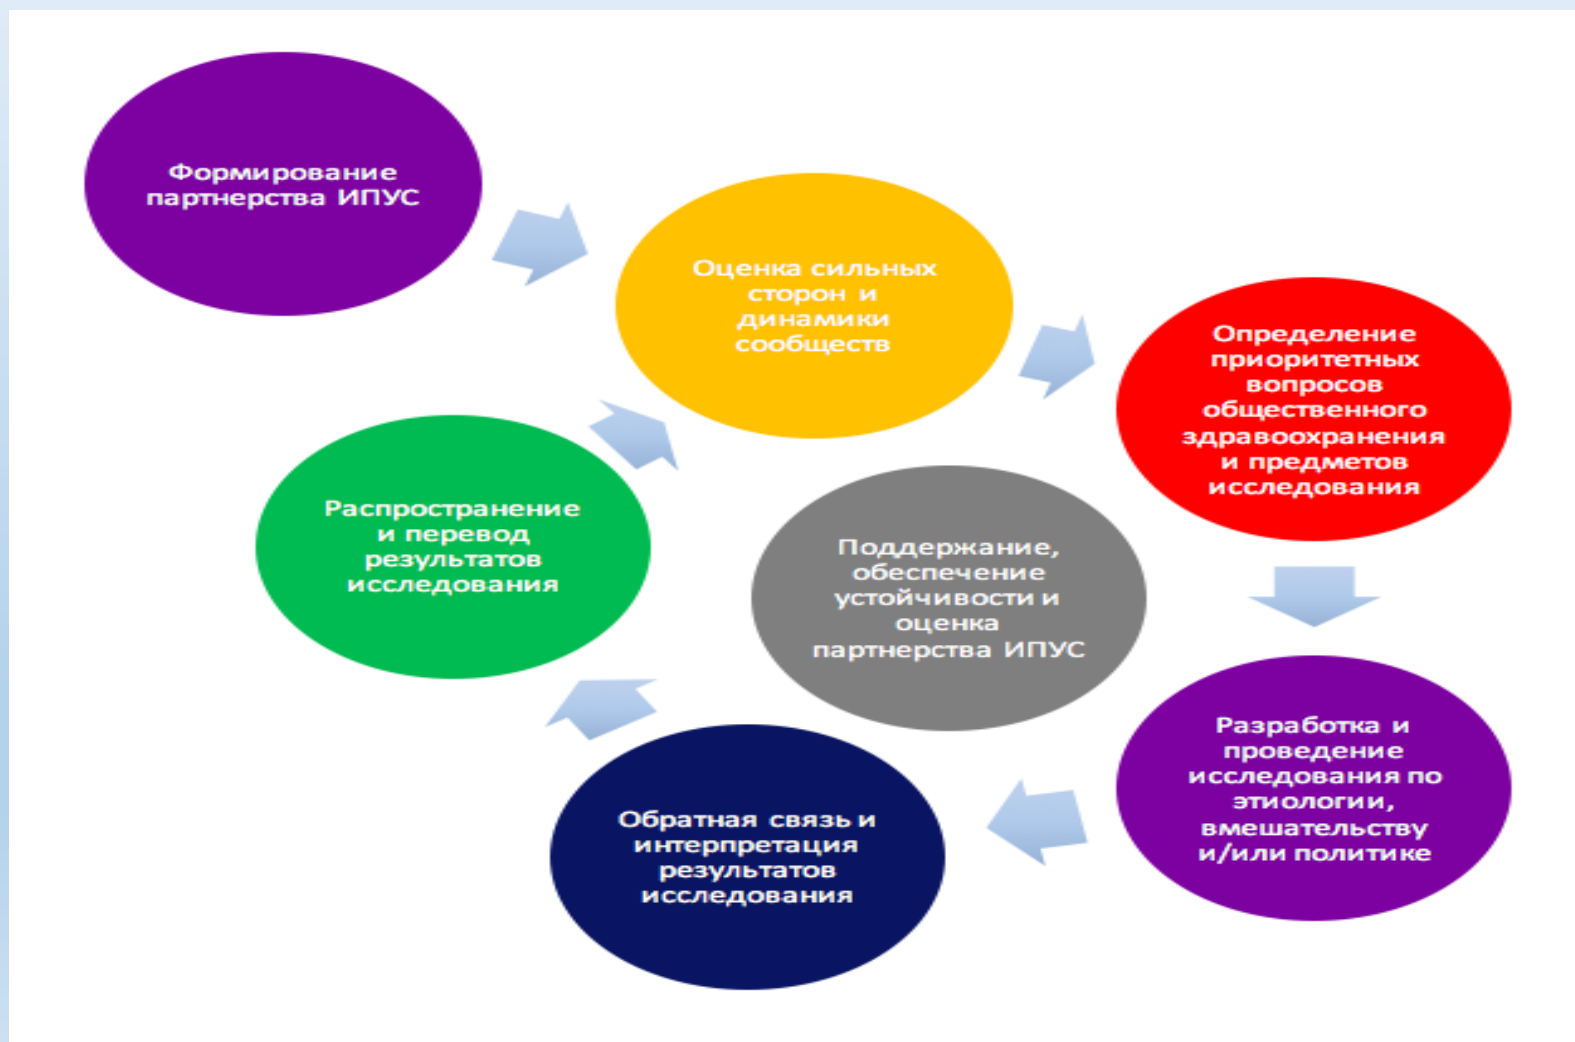 Формирование
партнерства ИПУС
Оценка сильных
сторон и
динамики
сообществ
Определение
приоритетных
вопросов
общественного
здравоохранения
и предметов
исследования
Разработка и
проведение
исследования по
этиологии,
вмешательству
и/или политике
Обратная связь и
интерпретация
результатов
исследования
Распространение
и перевод
результатов
исследования
Поддержание,
обеспечение
устойчивости и
оценка
партнерства ИПУС